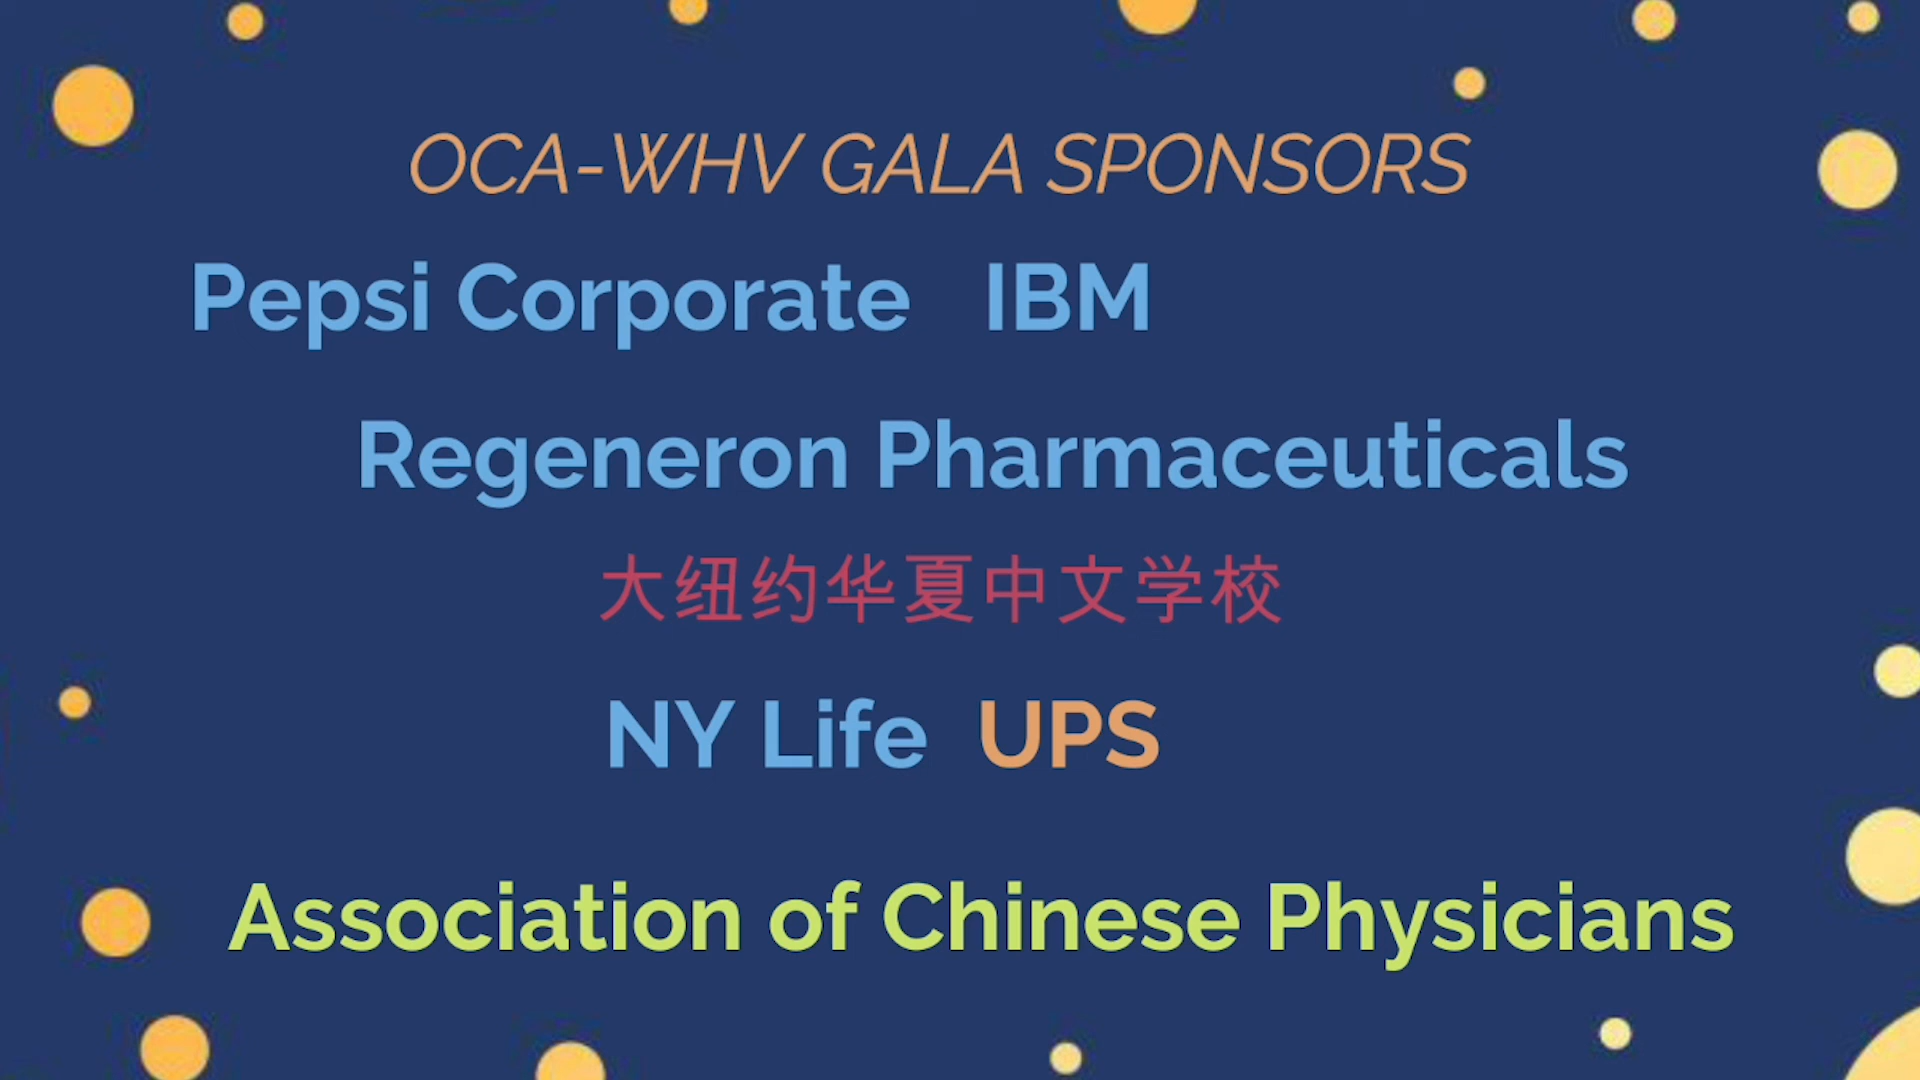 OCA-WHV GALA SPONSORS
Pepsi Corporate IBM
Regeneron Pharmaceuticals
大纽约华夏中文学校
NY Life UPS
Association of Chinese Physicians